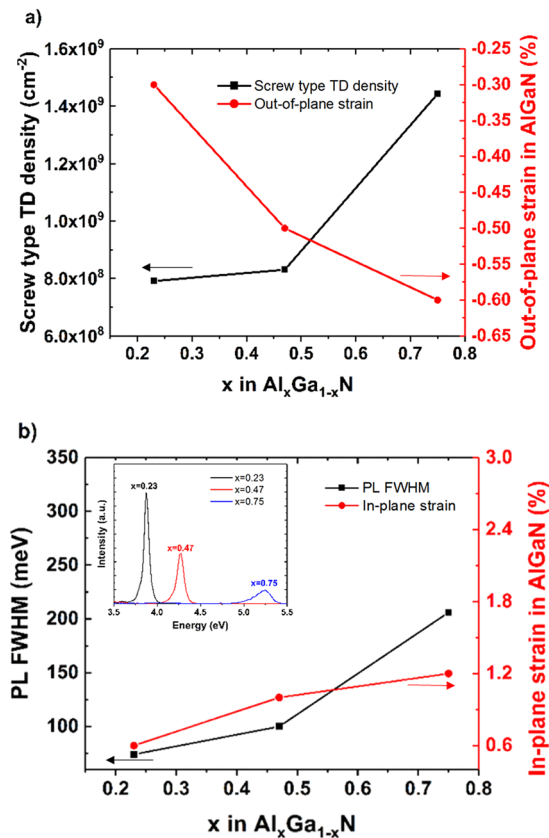 a)
Screw type TD density (cm-2)
1.6x10⁹
1.4x10⁹
1.2x10⁹
1.0x10⁹
8.0x10⁸
6.0x10⁸
Screw type TD density
Out-of-plane strain
-0.25
-0.30
-0.35
-0.40
-0.45
-0.50
-0.55
-0.60
-0.65
Out-of-plane strain in AlGaN (%)
0.2 0.3 0.4 0.5 0.6 0.7 0.8
x in AlxGa1-xN
b)
PL FWHM (meV)
350
300
250
200
150
100
Intensity (a.u.)
x=0.23
x=0.47
x=0.75
x=0.23
x=0.47
x=0.75
3.5 4.0 4.5 5.0 5.5
Energy (eV)
PL FWHM
In-plane strain
3.0
2.4
1.8
1.2
0.6
In-plane strain in AlGaN (%)
0.2 0.3 0.4 0.5 0.6 0.7 0.8
x in AlxGa1-xN